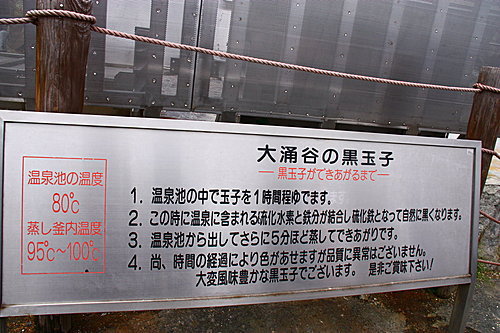 大涌谷の黒玉子
―黒玉子ができあがるまで―
温泉池の温度
80℃
蒸し釜内温度
95℃~100℃
1. 温泉池の中で玉子を1時間程ゆでます。
2. この時に温泉に含まれる硫化水素と鉄分が結合し硫化鉄となって自然に黒くなります。
3. 温泉池から出してさらに5分ほど蒸してできあがりです。
4. 尚、時間の経過により色があせますが品質に異常はございません。
大変風味豊かな黒玉子でございます。 是非ご賞味下さい!